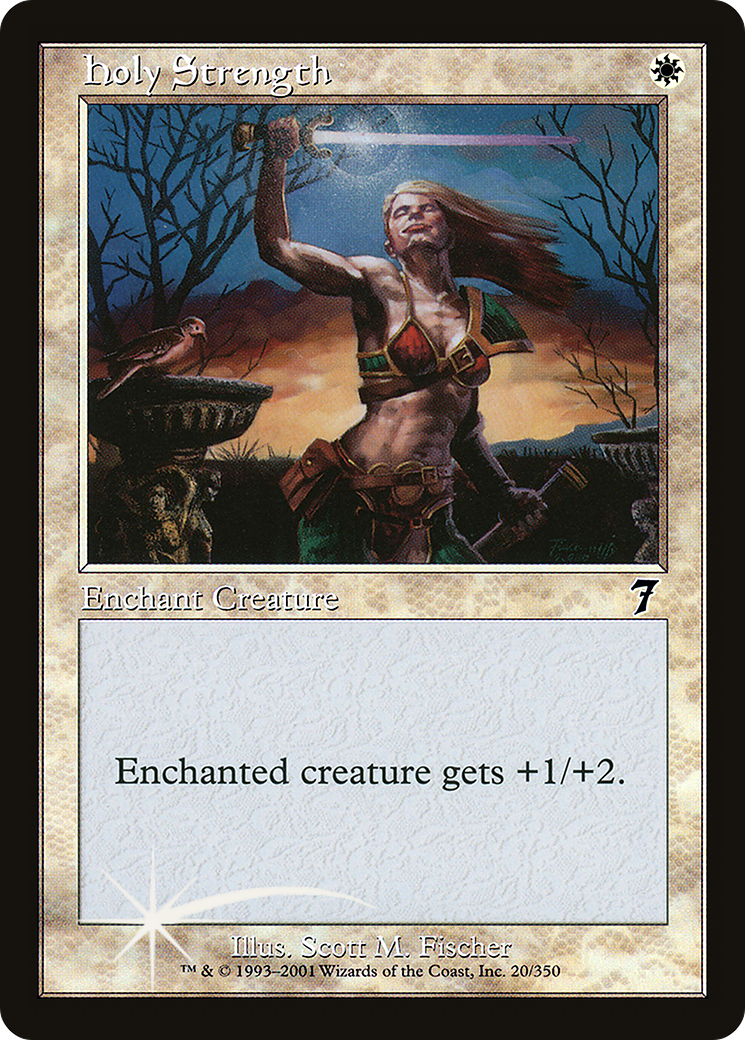 Holy Strength
Enchant Creature
7
Enchanted creature gets +1/+2.
Illus. Scott M. Fischer
™ & © 1993–2001 Wizards of the Coast, Inc. 20/350